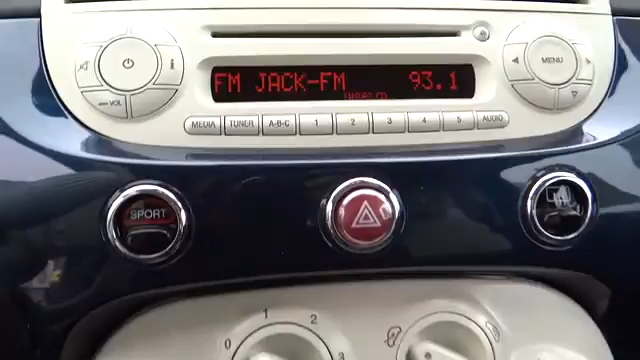 FM JACK-FM 93.1
i
VOL
MENU
MEDIA TUNER A-B-C 1 2 3 4 5 AUDIO
SPORT
0 1 2 3